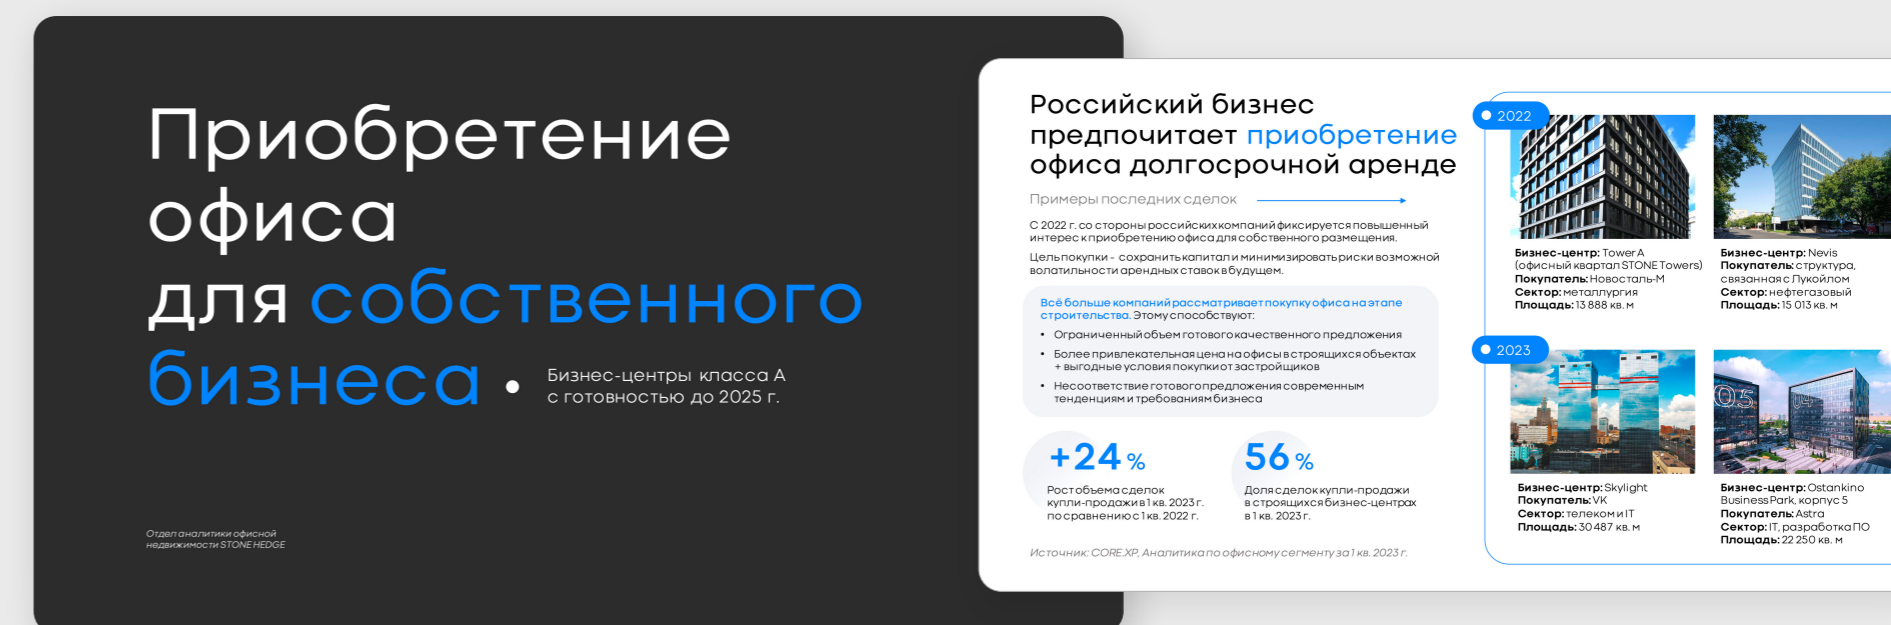 Приобретение
офиса
для собственного
бизнеса
Бизнес-центры класса А
с готовностью до 2025 г.
Отдел аналитики офисной
недвижимости STONE HEDGE
Российский бизнес
предпочитает приобретение
офиса долгосрочной аренде
Примеры последних сделок
С 2022 г. со стороны российских компаний фиксируется повышенный
интерес к приобретению офиса для собственного размещения.
Цель покупки - сохранить капитал и минимизировать риски возможной
волатильности арендных ставок в будущем.
Всё больше компаний рассматривает покупку офиса на этапе
строительства. Этому способствуют:
• Ограниченный объем готового качественного предложения
• Более привлекательная цена на офисы в строящихся объектах
+ выгодные условия покупки от застройщиков
• Несоответствие готового предложения современным
тенденциям и требованиям бизнеса
+24 %
Рост объема сделок
купли-продажи в 1 кв. 2023 г.
по сравнению с 1 кв. 2022 г.
56 %
Доля сделок купли-продажи
в строящихся бизнес-центрах
в 1 кв. 2023 г.
Источник: CORE.XP, Аналитика по офисному сегменту за 1 кв. 2023 г.
2022
Бизнес-центр: Tower A
(офисный квартал STONE Towers)
Покупатель: Новосталь-М
Сектор: металлургия
Площадь: 13 888 кв. м
Бизнес-центр: Nevis
Покупатель: структура,
связанная с Лукойлом
Сектор: нефтегазовый
Площадь: 15 013 кв. м
2023
05
04
Бизнес-центр: Skylight
Покупатель: VK
Сектор: телеком и IT
Площадь: 30 487 кв. м
Бизнес-центр: Ostankino
Business Park, корпус 5
Покупатель: Astra
Сектор: IT, разработка ПО
Площадь: 22 250 кв. м